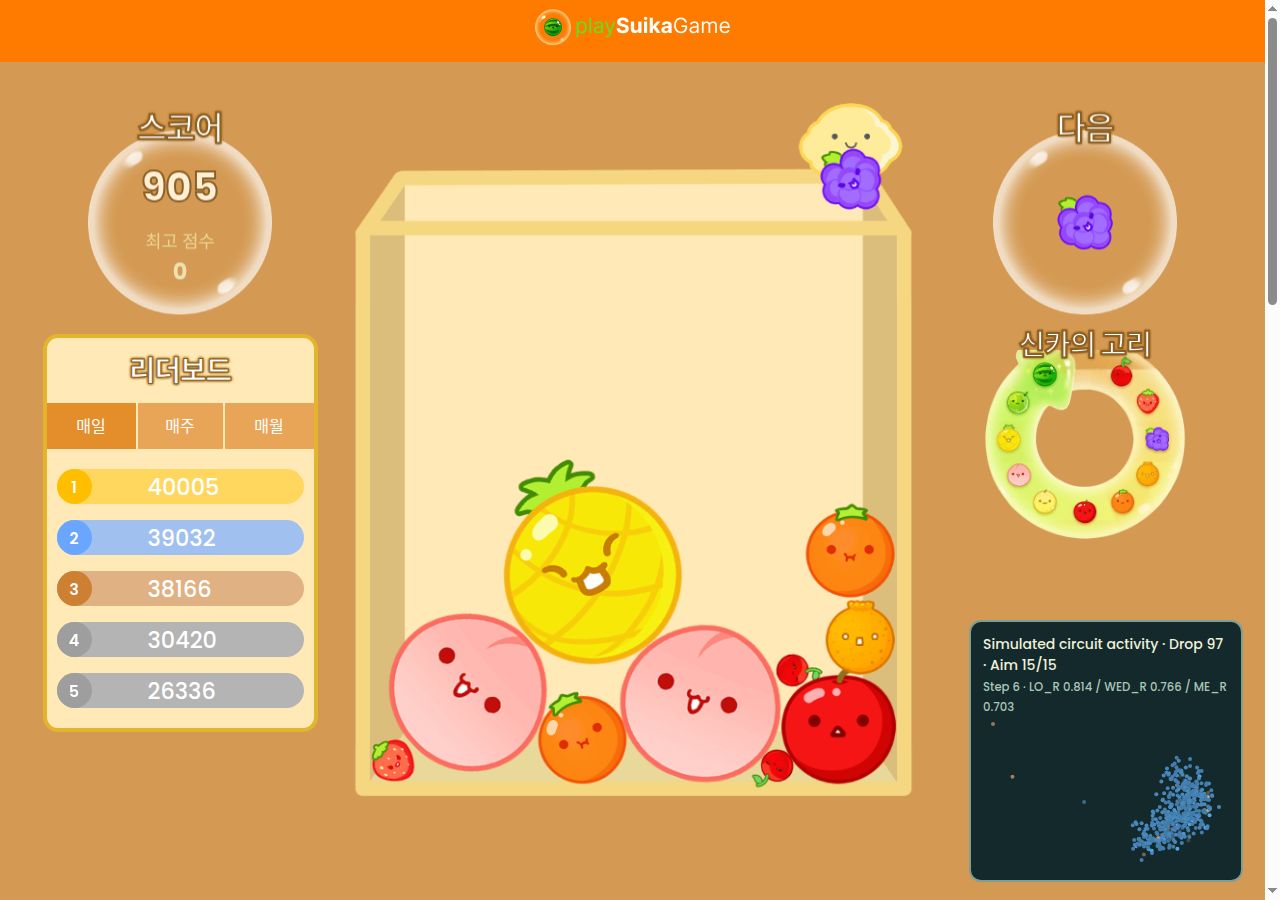 playSuikaGame
스코어
905
최고 점수
0
다음
신카의 고리
리더보드
매일
매주
매월
1 40005
2 39032
3 38166
4 30420
5 26336
Simulated circuit activity · Drop 97
· Aim 15/15
Step 6 · LO_R 0.814 / WED_R 0.766 / ME_R
0.703